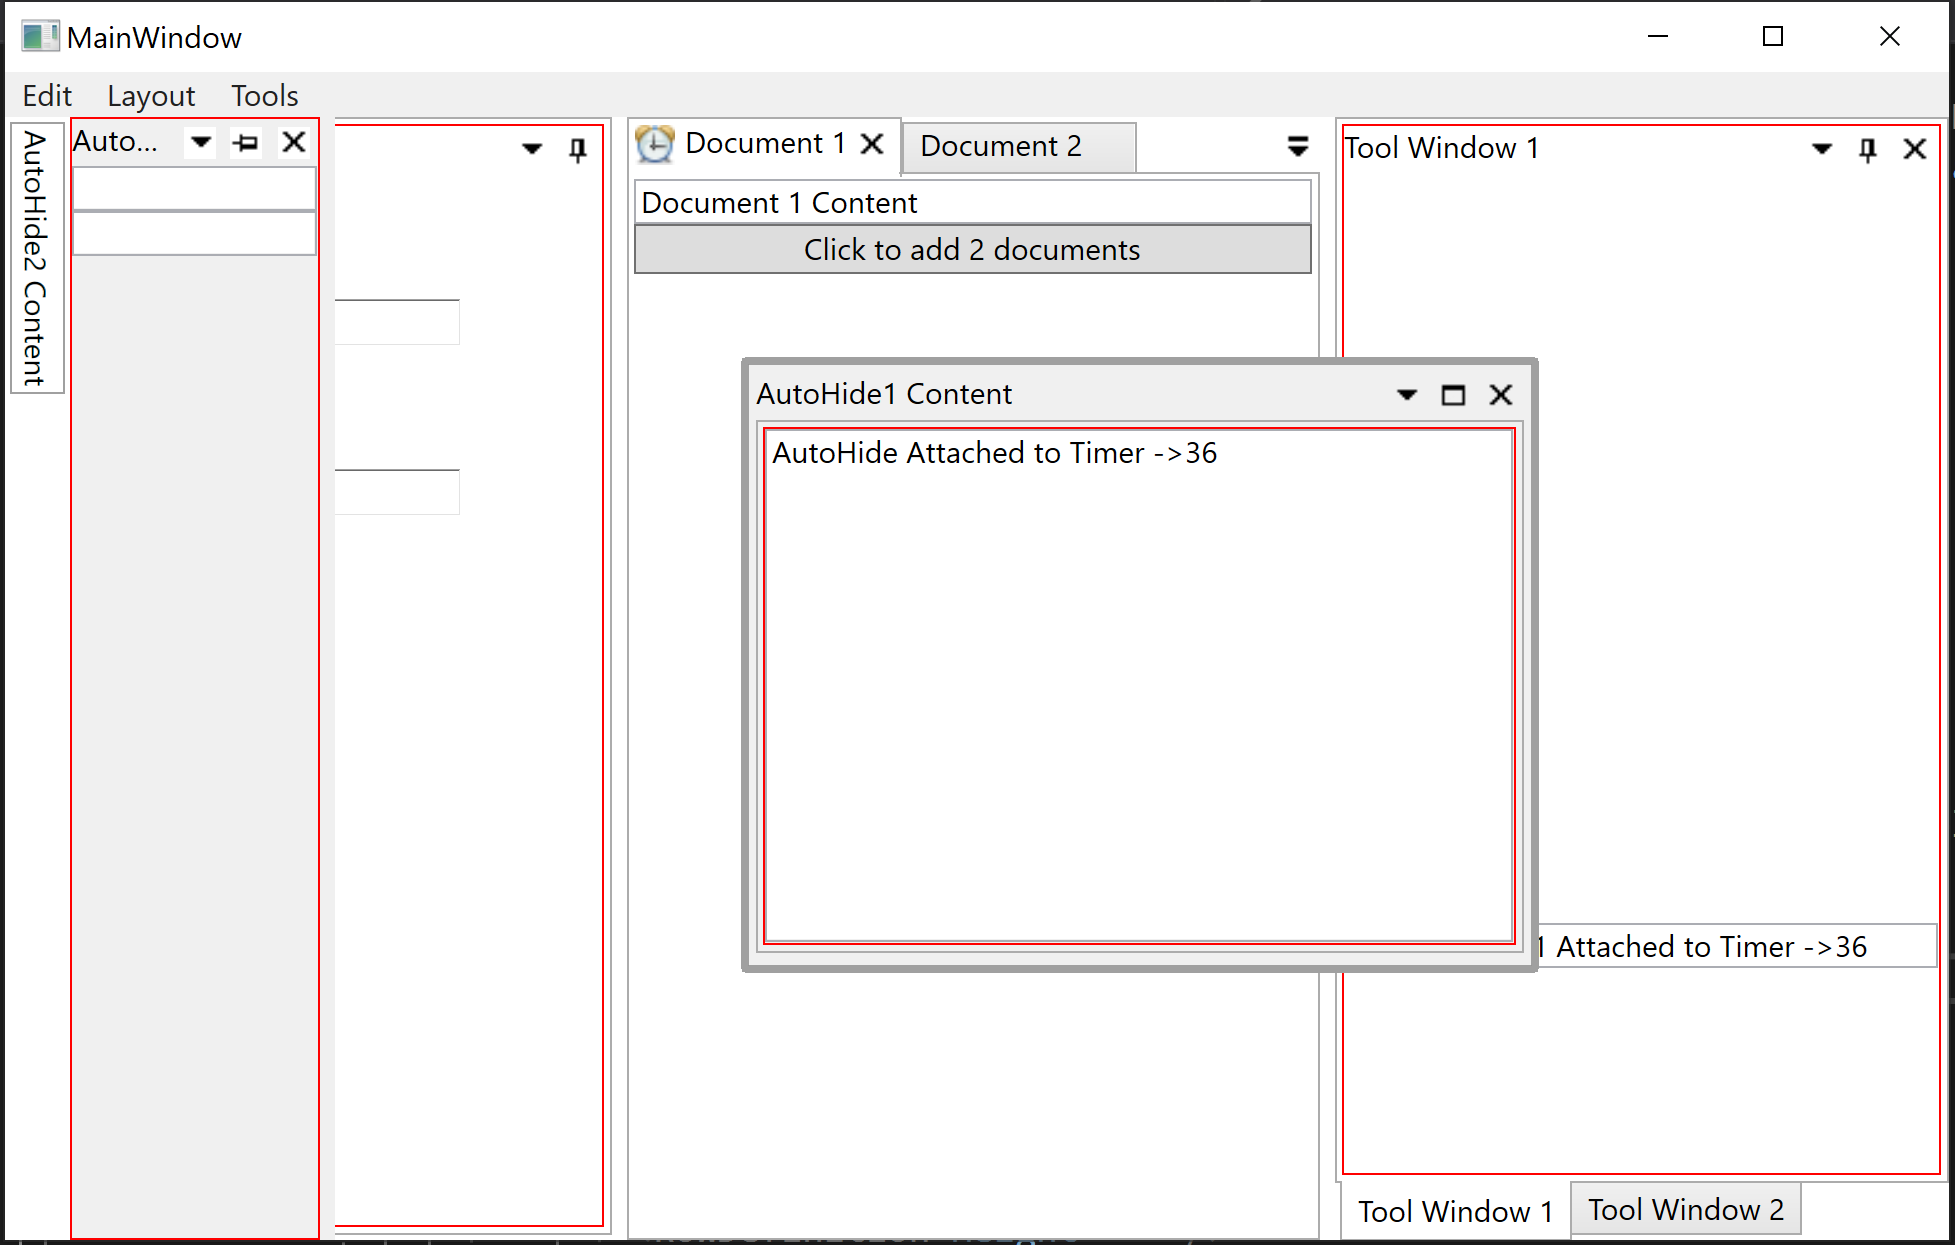 MainWindow
Edit Layout Tools
AutoHide2 Content
Auto...
Document 1
Document 2
Document 1 Content
Click to add 2 documents
Tool Window 1
AutoHide1 Content
AutoHide Attached to Timer ->36
1 Attached to Timer ->36
Tool Window 1
Tool Window 2